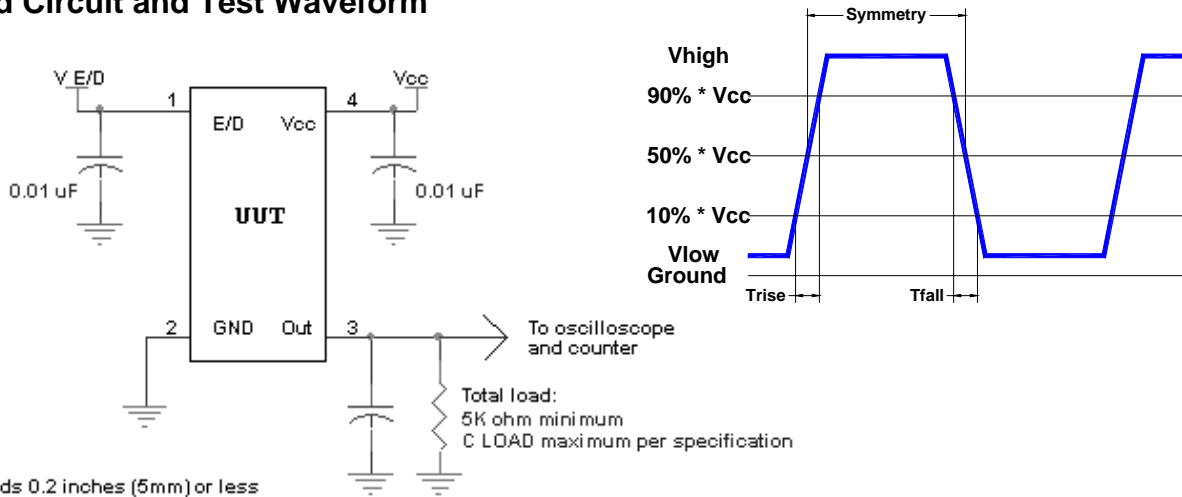 d Circuit and Test Waveform
V E/D
1
4
Vcc
E/D
Vcc
0.01 uF
0.01 uF
UUT
2
GND
Out
3
To oscilloscope
and counter
Total load:
5K ohm minimum
C LOAD maximum per specification
ds 0.2 inches (5mm) or less
Symmetry
Vhigh
90% * Vcc
50% * Vcc
10% * Vcc
Vlow
Ground
Trise
Tfall